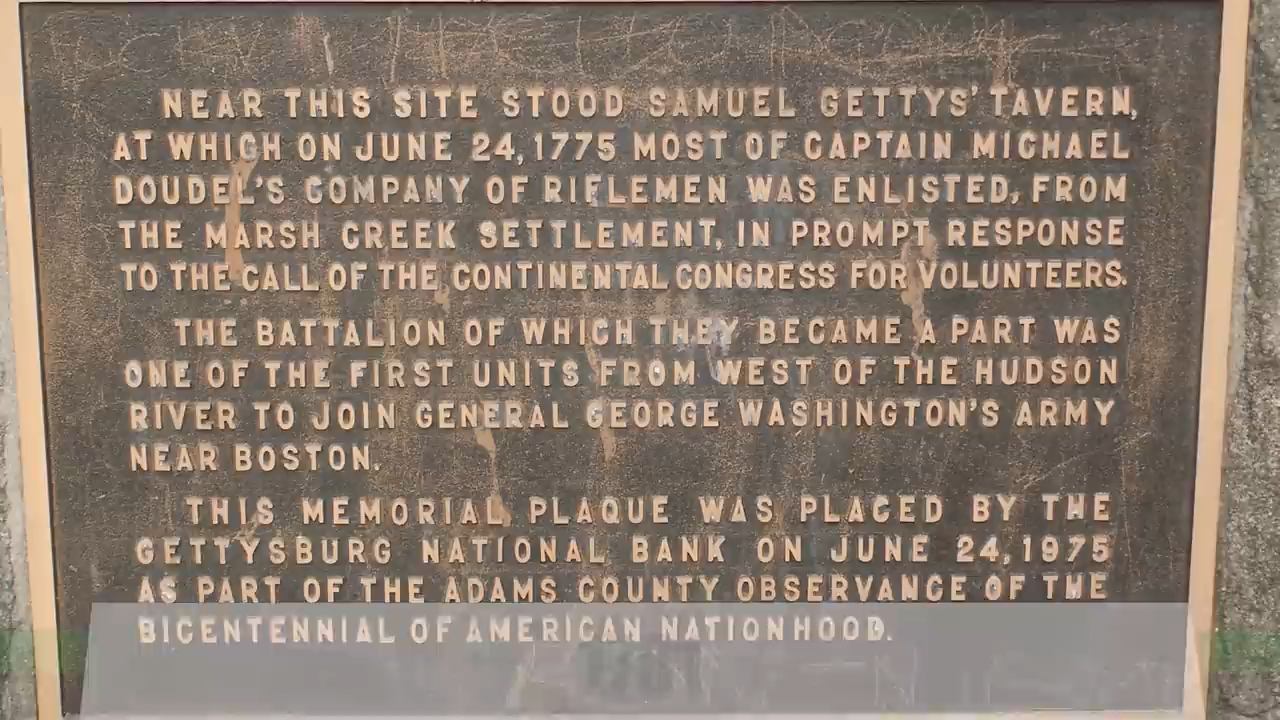 NEAR THIS SITE STOOD SAMUEL GETTYS' TAVERN,
AT WHICH ON JUNE 24, 1775 MOST OF CAPTAIN MICHAEL
DOUDEL'S COMPANY OF RIFLEMEN WAS ENLISTED, FROM
THE MARSH CREEK SETTLEMENT, IN PROMPT RESPONSE
TO THE CALL OF THE CONTINENTAL CONGRESS FOR VOLUNTEERS.
THE BATTALION OF WHICH THEY BECAME A PART WAS
ONE OF THE FIRST UNITS FROM WEST OF THE HUDSON
RIVER TO JOIN GENERAL GEORGE WASHINGTON'S ARMY
NEAR BOSTON.
THIS MEMORIAL PLAQUE WAS PLACED BY THE
GETTYSBURG NATIONAL BANK ON JUNE 24, 1975
AS PART OF THE ADAMS COUNTY OBSERVANCE OF THE
BICENTENNIAL OF AMERICAN NATIONHOOD.